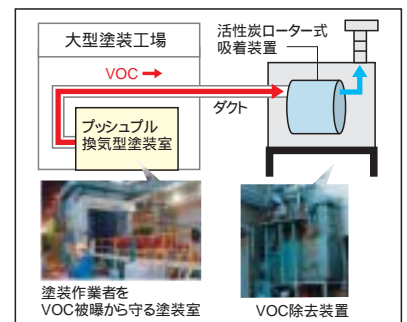 大型塗装工場
活性炭ローター式
吸着装置
VOC
ダクト
プッシュプル
換気型塗装室
塗装作業者を
VOC被曝から守る塗装室
VOC除去装置